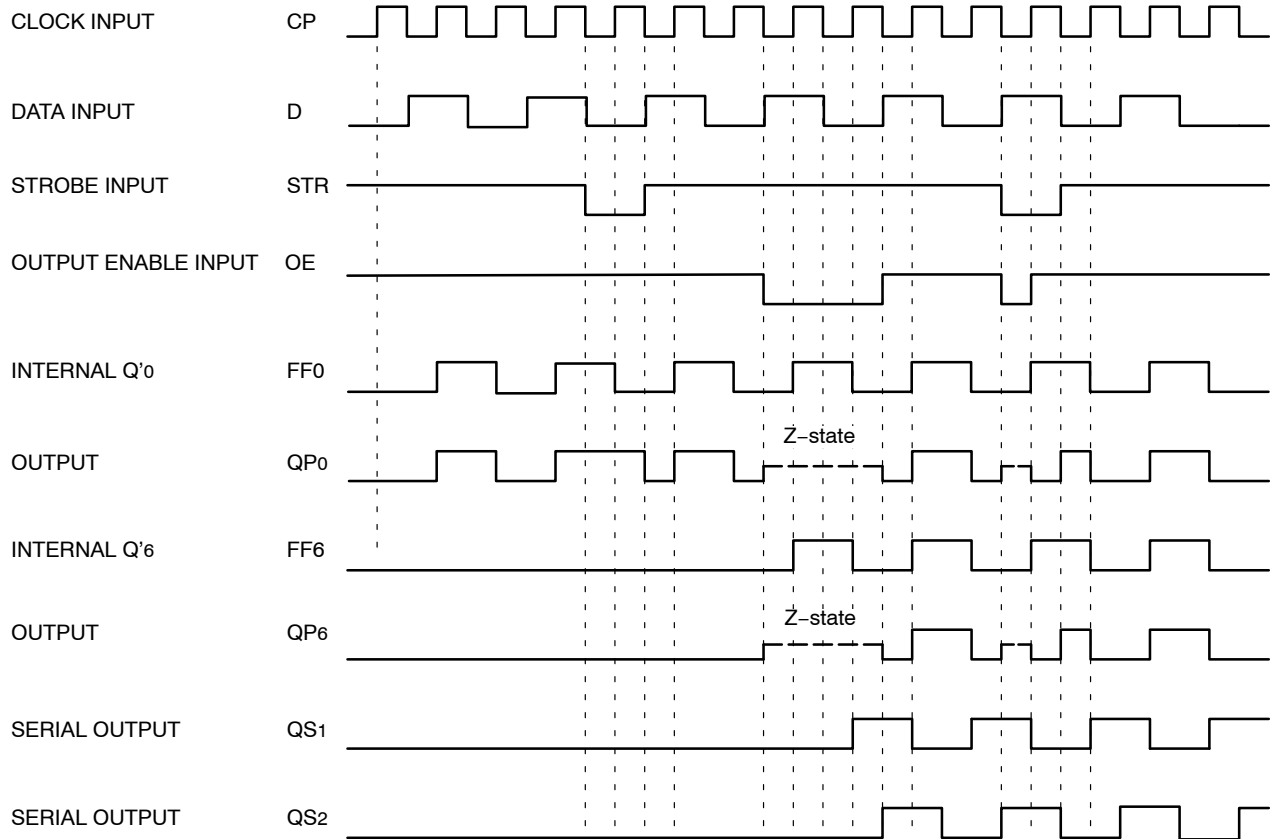 CLOCK INPUT CP
DATA INPUT D
STROBE INPUT STR
OUTPUT ENABLE INPUT OE
INTERNAL Q'0 FF0
Z−state
OUTPUT QP0
INTERNAL Q'6 FF6
Z−state
OUTPUT QP6
SERIAL OUTPUT QS1
SERIAL OUTPUT QS2